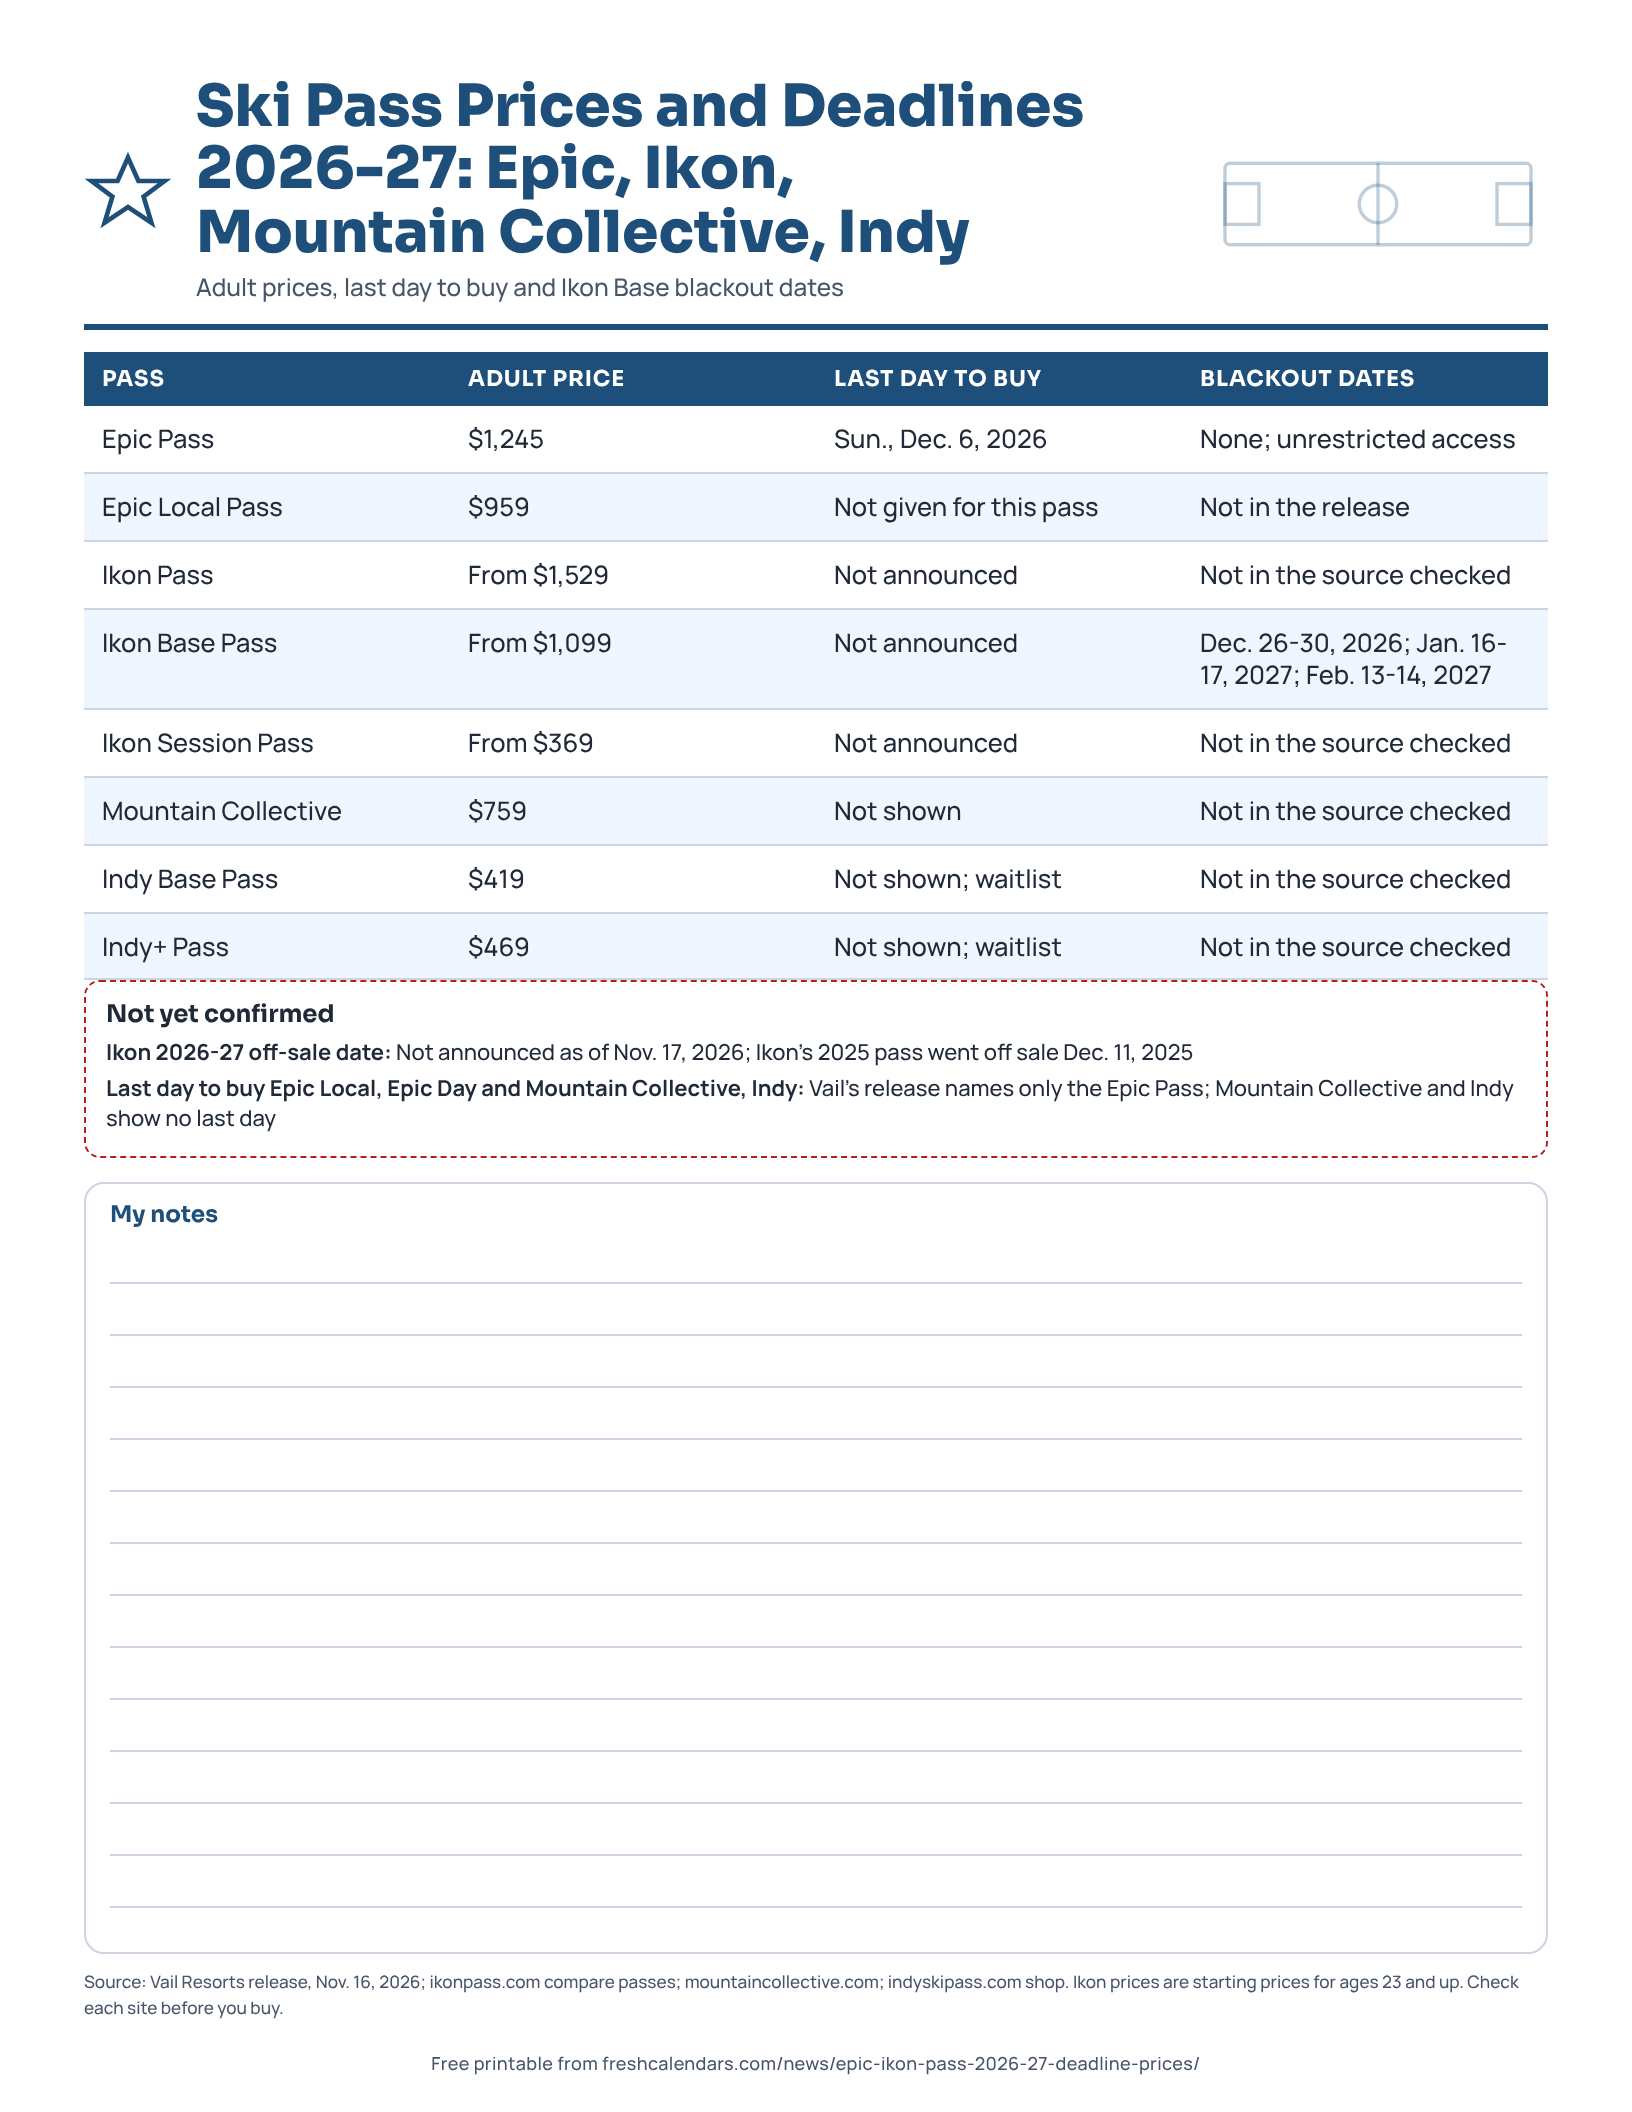 Ski Pass Prices and Deadlines
2026–27: Epic, Ikon,
Mountain Collective, Indy
Adult prices, last day to buy and Ikon Base blackout dates
PASS ADULT PRICE LAST DAY TO BUY BLACKOUT DATES
Epic Pass $1,245 Sun., Dec. 6, 2026 None; unrestricted access
Epic Local Pass $959 Not given for this pass Not in the release
Ikon Pass From $1,529 Not announced Not in the source checked
Ikon Base Pass From $1,099 Not announced Dec. 26-30, 2026; Jan. 16-
17, 2027; Feb. 13-14, 2027
Ikon Session Pass From $369 Not announced Not in the source checked
Mountain Collective $759 Not shown Not in the source checked
Indy Base Pass $419 Not shown; waitlist Not in the source checked
Indy+ Pass $469 Not shown; waitlist Not in the source checked
Not yet confirmed
Ikon 2026-27 off-sale date: Not announced as of Nov. 17, 2026; Ikon's 2025 pass went off sale Dec. 11, 2025
Last day to buy Epic Local, Epic Day and Mountain Collective, Indy: Vail's release names only the Epic Pass; Mountain Collective and Indy
show no last day
My notes
Source: Vail Resorts release, Nov. 16, 2026; ikonpass.com compare passes; mountaincollective.com; indyskipass.com shop. Ikon prices are starting prices for ages 23 and up. Check
each site before you buy.
Free printable from freshcalendars.com/news/epic-ikon-pass-2026-27-deadline-prices/